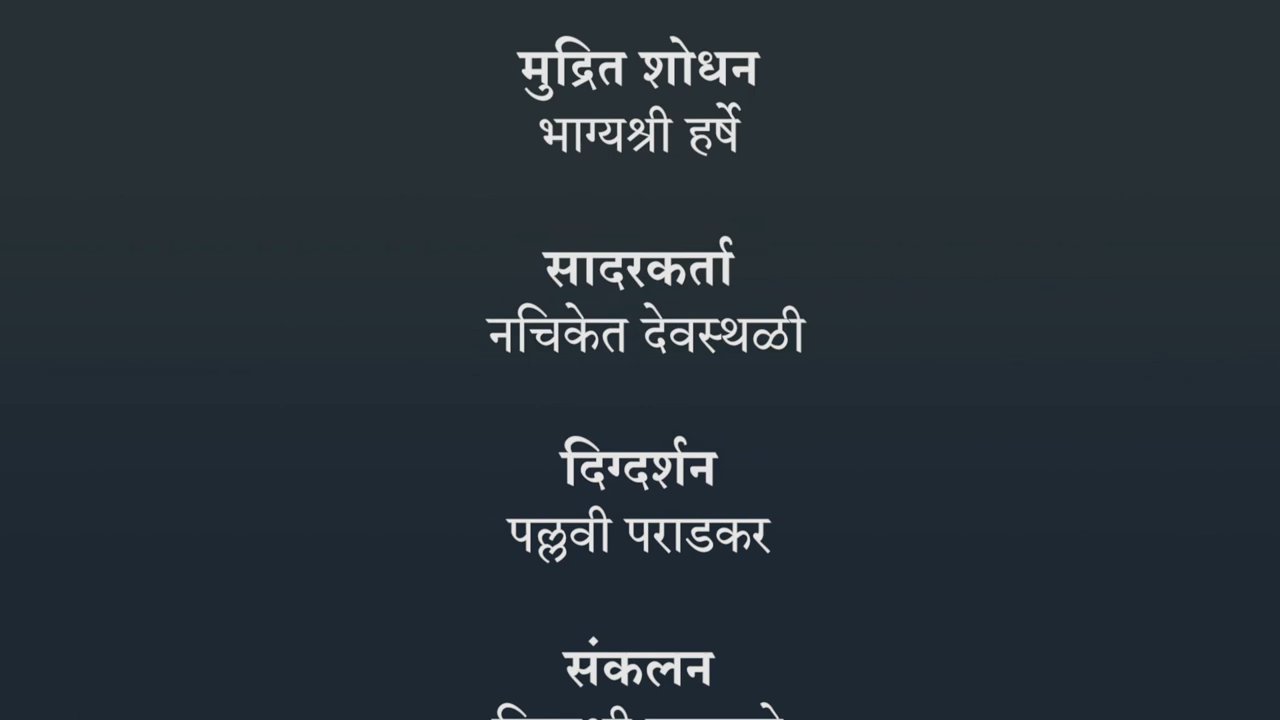 मुद्रित शोधन
भाग्यश्री हर्षे
सादरकर्ता
नचिकेत देवस्थळी
दिग्दर्शन
पल्लवी पराडकर
संकलन